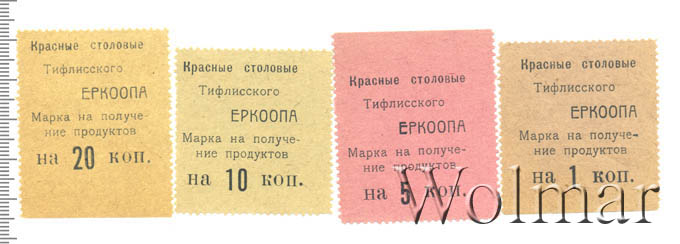 Красные столовые
Тифлисского
ЕРКООПА
Марка на получе-
ние продуктов
на 20 коп.
Красные столовые
Тифлисского
ЕРКООПА
Марка на получе-
ние продуктов
на 10 коп.
Красные столовые
Тифлисского
ЕРКООПА
Марка на получе-
ние продуктов
на 5 коп.
Красные столовые
Тифлисского
ЕРКООПА
Марка на получе-
ние продуктов
на 1 коп.
Wolmar